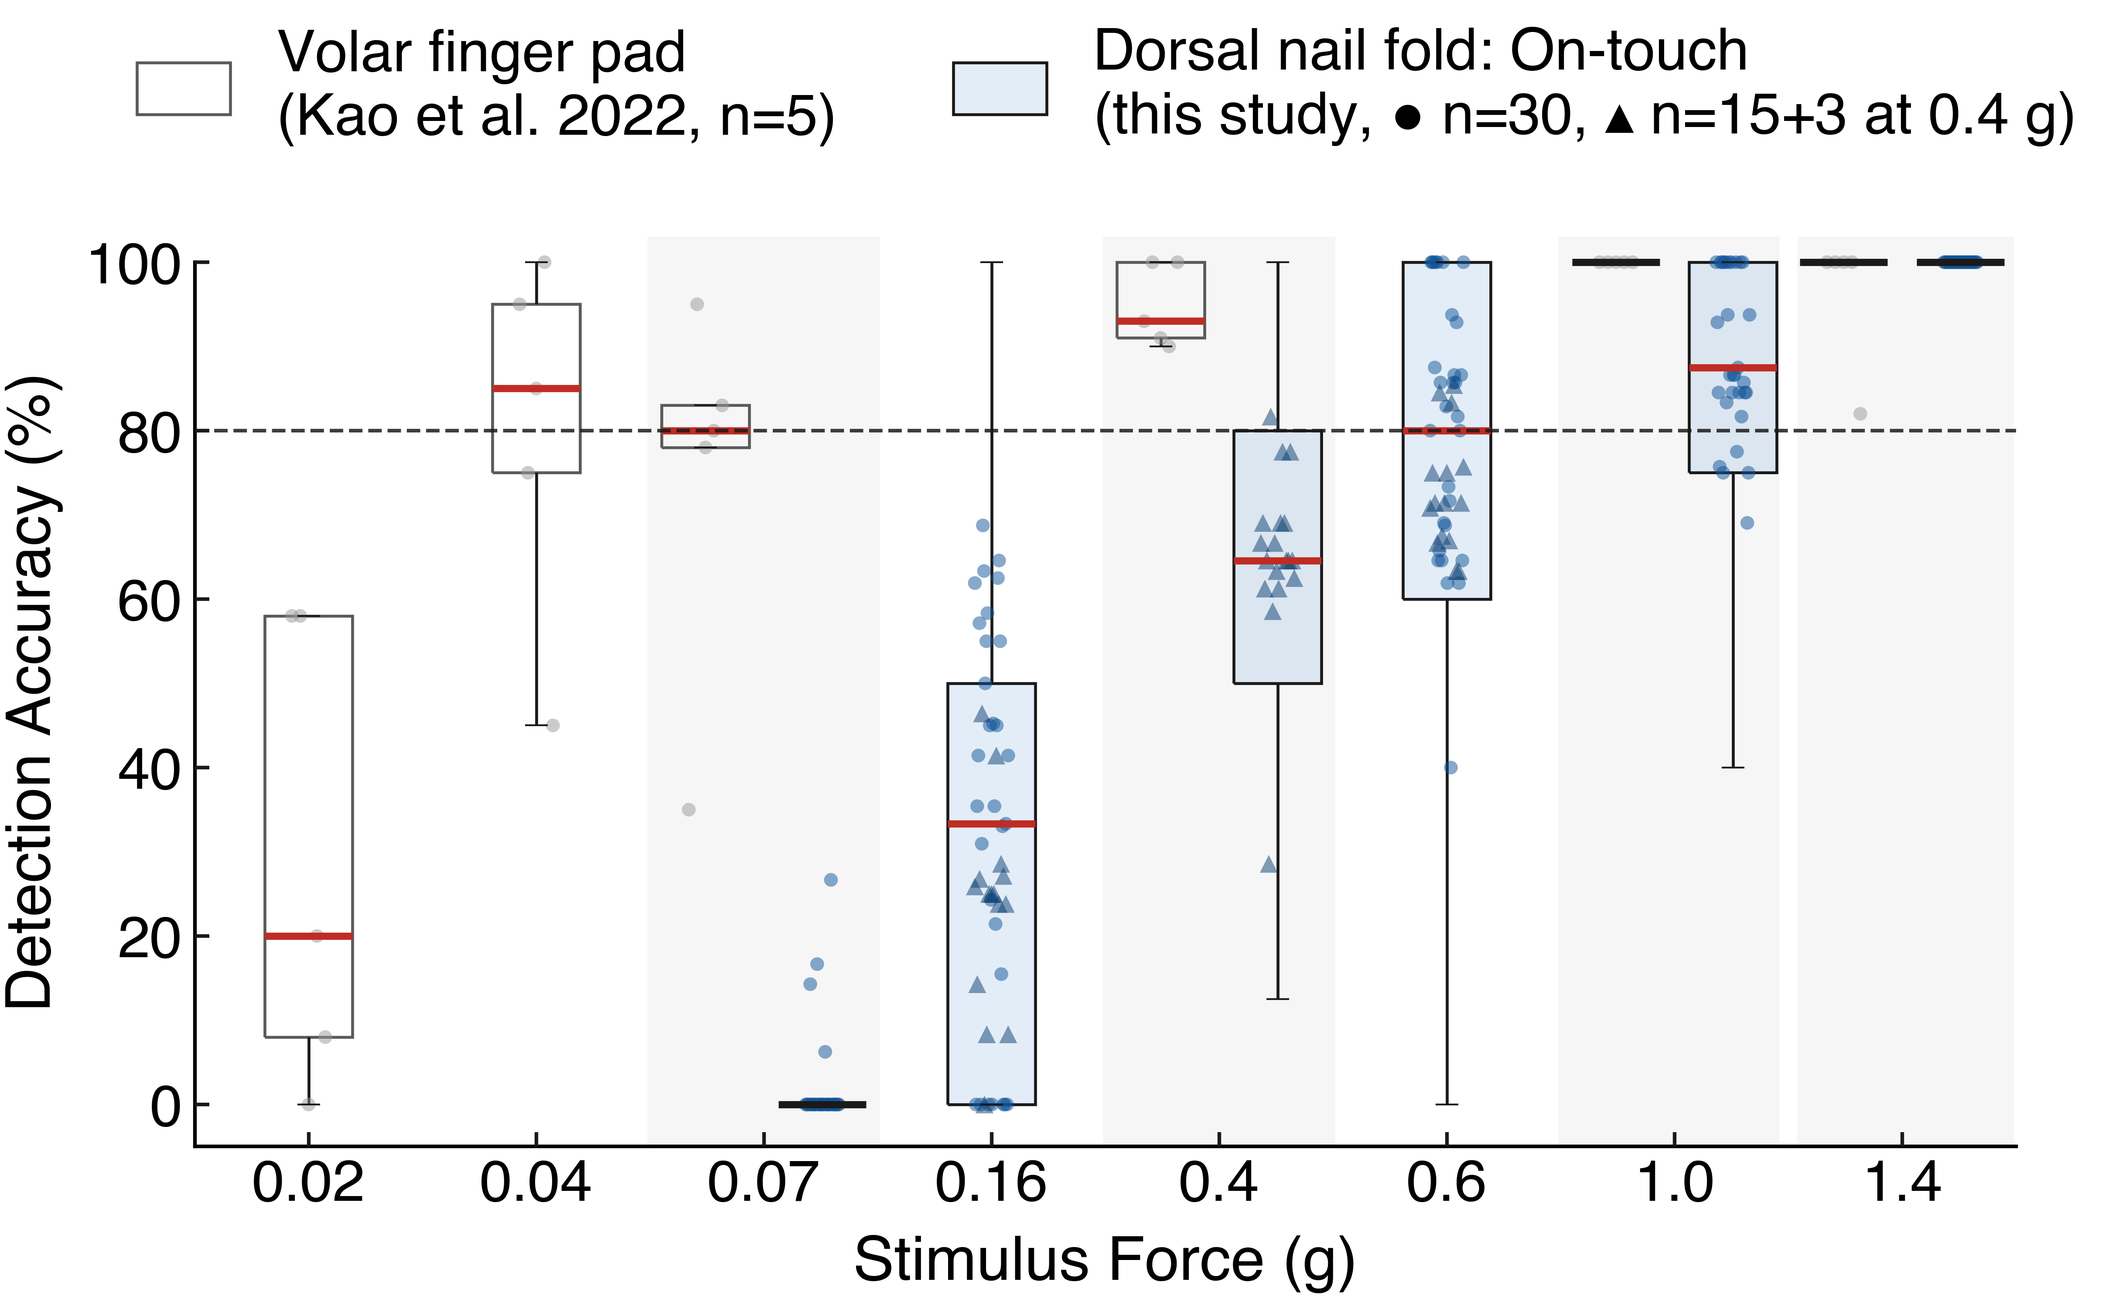 Volar finger pad
(Kao et al. 2022, n=5)
Dorsal nail fold: On-touch
(this study, ● n=30, ▲ n=15+3 at 0.4 g)
Detection Accuracy (%)
100
80
60
40
20
0
0.02 0.04 0.07 0.16 0.4 0.6 1.0 1.4
Stimulus Force (g)